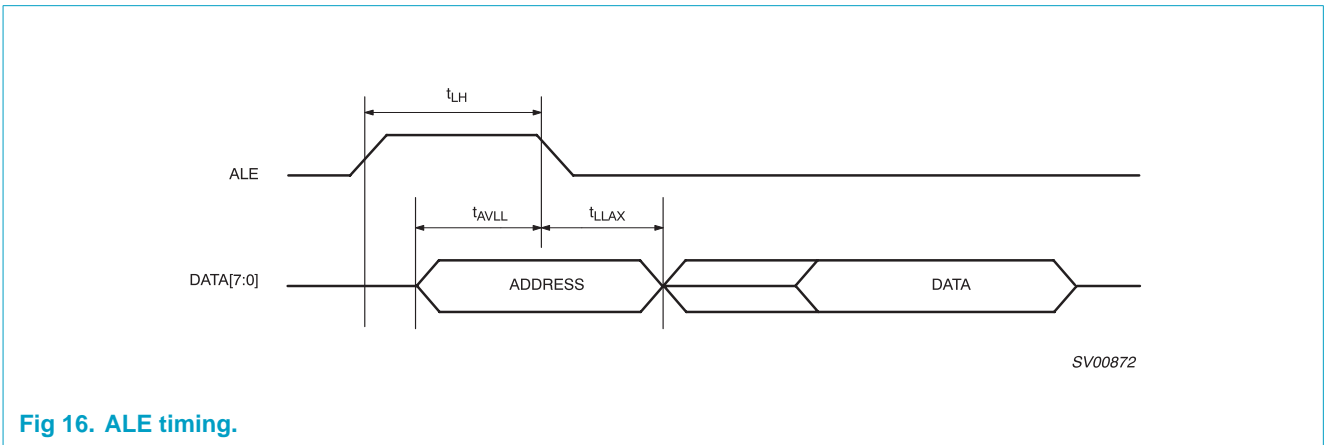 tLH
ALE
tAVLL tLLAX
DATA[7:0] ADDRESS DATA
SV00872
Fig 16. ALE timing.